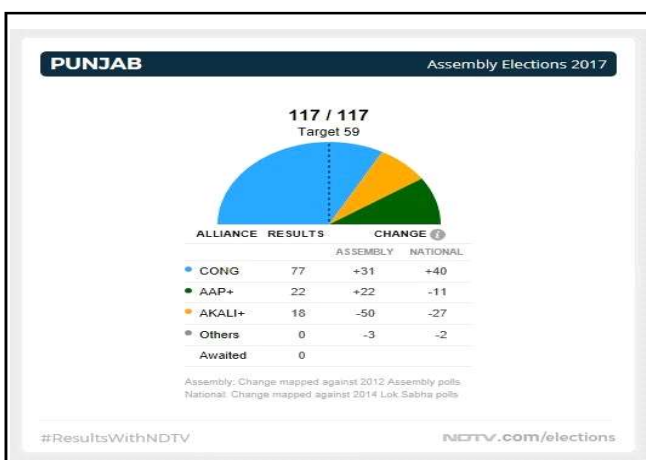 PUNJAB Assembly Elections 2017
117 / 117
Target 59
ALLIANCE RESULTS CHANGE i
ASSEMBLY NATIONAL
CONG 77 +31 +40
AAP+ 22 +22 -11
AKALI+ 18 -50 -27
Others 0 -3 -2
Awaited 0
Assembly: Change mapped against 2012 Assembly polls
National: Change mapped against 2014 Lok Sabha polls
#ResultsWithNDTV NDTV.com/elections